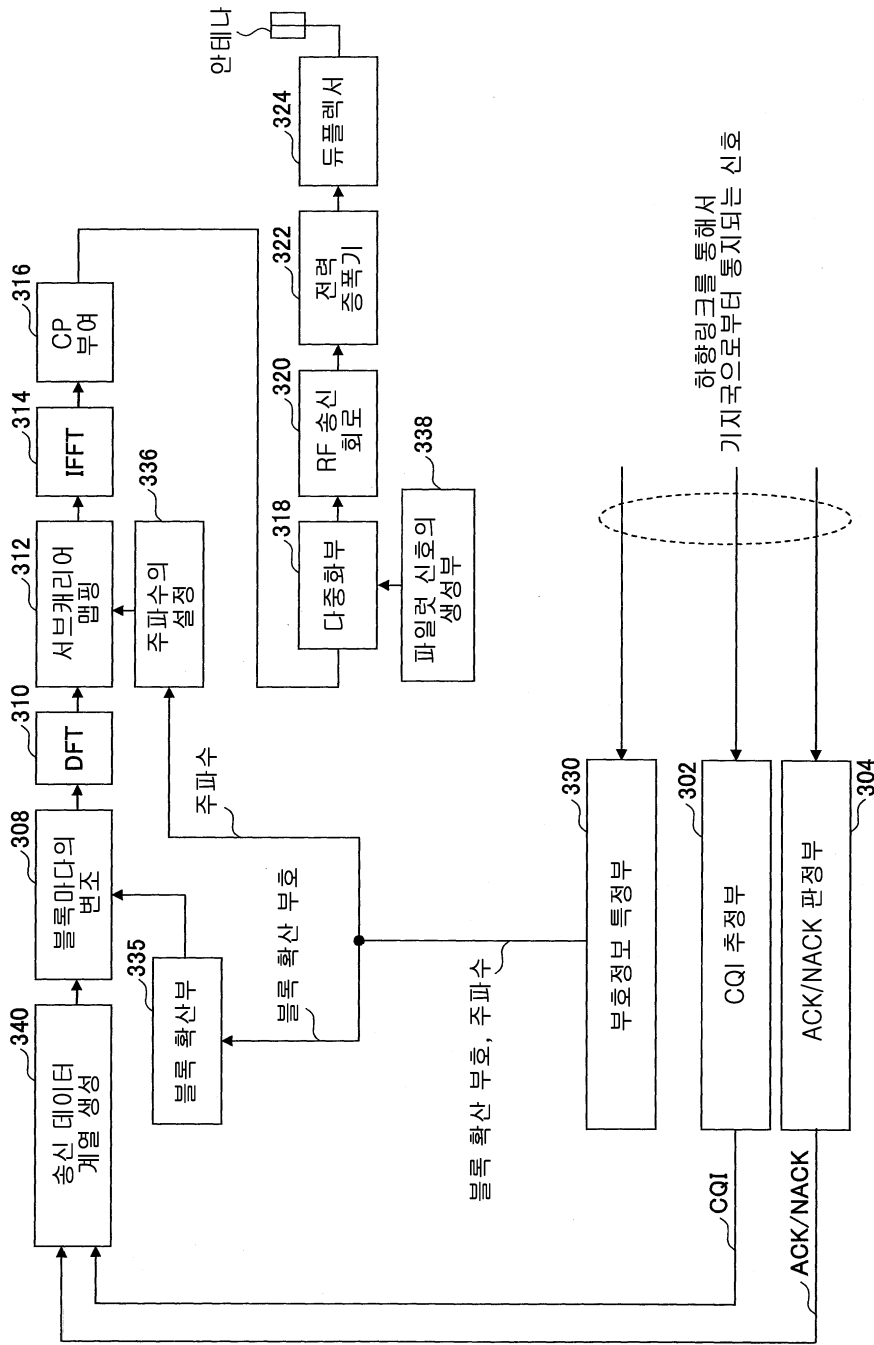 340
송신 데이터
계열 생성
308
블록마다의
변조
310
DFT
312
서브캐리어
맵핑
314
IFFT
316
CP
부여
335
블록 확산부
336
주파수의
설정
주파수
블록 확산 부호
318
다중화부
320
RF 송신
회로
322
전력
증폭기
324
듀플렉서
안테나
338
파일럿 신호의
생성부
블록 확산 부호, 주파수
330
부호정보 특정부
302
CQI 추정부
304
ACK/NACK 판정부
CQI
ACK/NACK
하향링크를 통해서
기지국으로부터 통지되는 신호